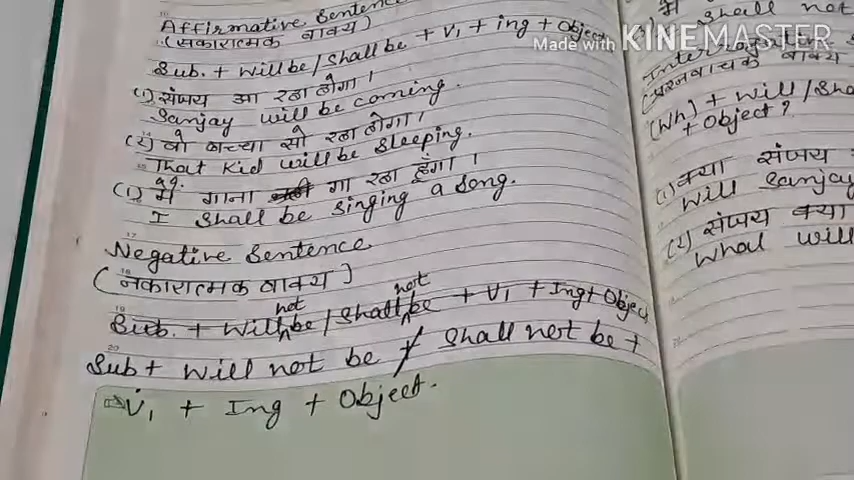 Affirmative Sentence
(सकारात्मक वाक्य)
Sub. + will be/shall be + V1 + ing + Object
(1) संजय आ रहा होगा।
Sanjay will be coming.
(2) वो बच्चा सो रहा होगा।
That kid will be sleeping.
(1) मैं गाना गा रहा हूँगा।
I shall be singing a song.
Negative Sentence
(नकारात्मक वाक्य)
Sub. + will not be/shall not be + V1 + Ing + Object
Sub + will not be / shall not be +
V1 + Ing + Object.
में
shall not
(प्रश्नवाचक वाक्य
(Wh) + will / Sha
+ Object?
(1) क्या संजय
Will Sanjay
(2) संजय क्या
What will
Made with KINEMASTER